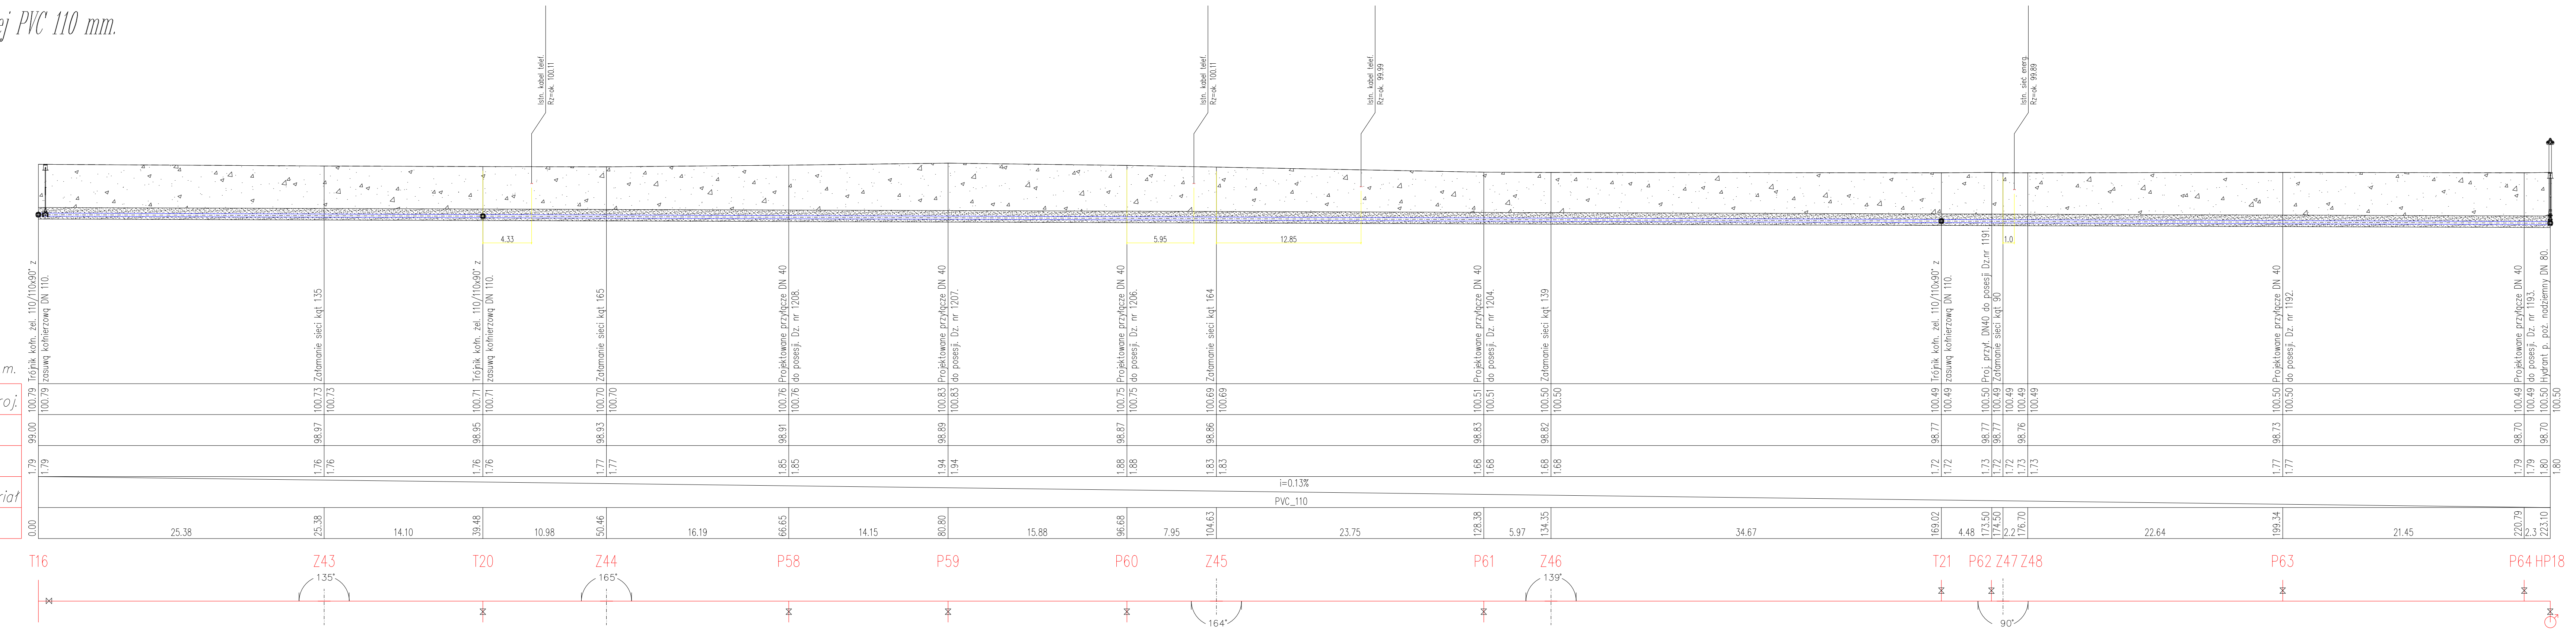 ej PVC 110 mm.
Istn. kabel telef.
Rz=ok. 100.11
Istn. kabel telef.
Rz=ok. 100.11
Istn. kabel telef.
Rz=ok. 99.99
Istn. sieć energ.
Rz=ok. 99.89
4.33
5.95
12.85
1.0
Trójnik kołn. żel. 110/110x90° z
zasuwą kołnierzową DN 110.
Załamanie sieci kąt 135
Trójnik kołn. żel. 110/110x90° z
zasuwą kołnierzową DN 110.
Załamanie sieci kąt 165
Projektowane przyłącze DN 40
do posesji. Dz. nr 1208.
Projektowane przyłącze DN 40
do posesji. Dz. nr 1207.
Projektowane przyłącze DN 40
do posesji. Dz. nr 1206.
Załamanie sieci kąt 164
Projektowane przyłącze DN 40
do posesji. Dz. nr 1204.
Załamanie sieci kąt 139
Trójnik kołn. żel. 110/110x90° z
zasuwą kołnierzową DN 110.
Proj. przył. DN40 do posesji Dz.nr 1191.
Załamanie sieci kąt 90
Projektowane przyłącze DN 40
do posesji. Dz. nr 1192.
Projektowane przyłącze DN 40
do posesji. Dz. nr 1193.
Hydrant p. poż. nadziemny DN 80.
m.
roj. 100.79 100.79 100.73 100.73 100.71 100.71 100.70 100.70 100.76 100.76 100.83 100.83 100.75 100.75 100.69 100.69 100.51 100.51 100.50 100.50 100.49 100.49 100.50 100.49 100.49 100.49 100.49 100.50 100.50 100.49 100.49 100.50 100.50
99.00 98.97 98.95 98.93 98.91 98.89 98.87 98.86 98.83 98.82 98.77 98.77 98.77 98.76 98.73 98.70 98.70
1.79 1.79 1.76 1.76 1.76 1.76 1.77 1.77 1.85 1.85 1.94 1.94 1.88 1.88 1.83 1.83 1.68 1.68 1.68 1.68 1.72 1.72 1.73 1.72 1.72 1.73 1.73 1.77 1.77 1.79 1.79 1.80 1.80
i=0.13%
riał
PVC_110
0.00 25.38 39.48 50.46 66.65 80.80 96.68 104.63 128.38 134.35 169.02 173.50 174.50 176.70 199.34 220.79 223.10
25.38 14.10 10.98 16.19 14.15 15.88 7.95 23.75 5.97 34.67 4.48 2.2 22.64 21.45 2.3
T16 Z43 T20 Z44 P58 P59 P60 Z45 P61 Z46 T21 P62 Z47 Z48 P63 P64 HP18
135° 165° 139°
164° 90°